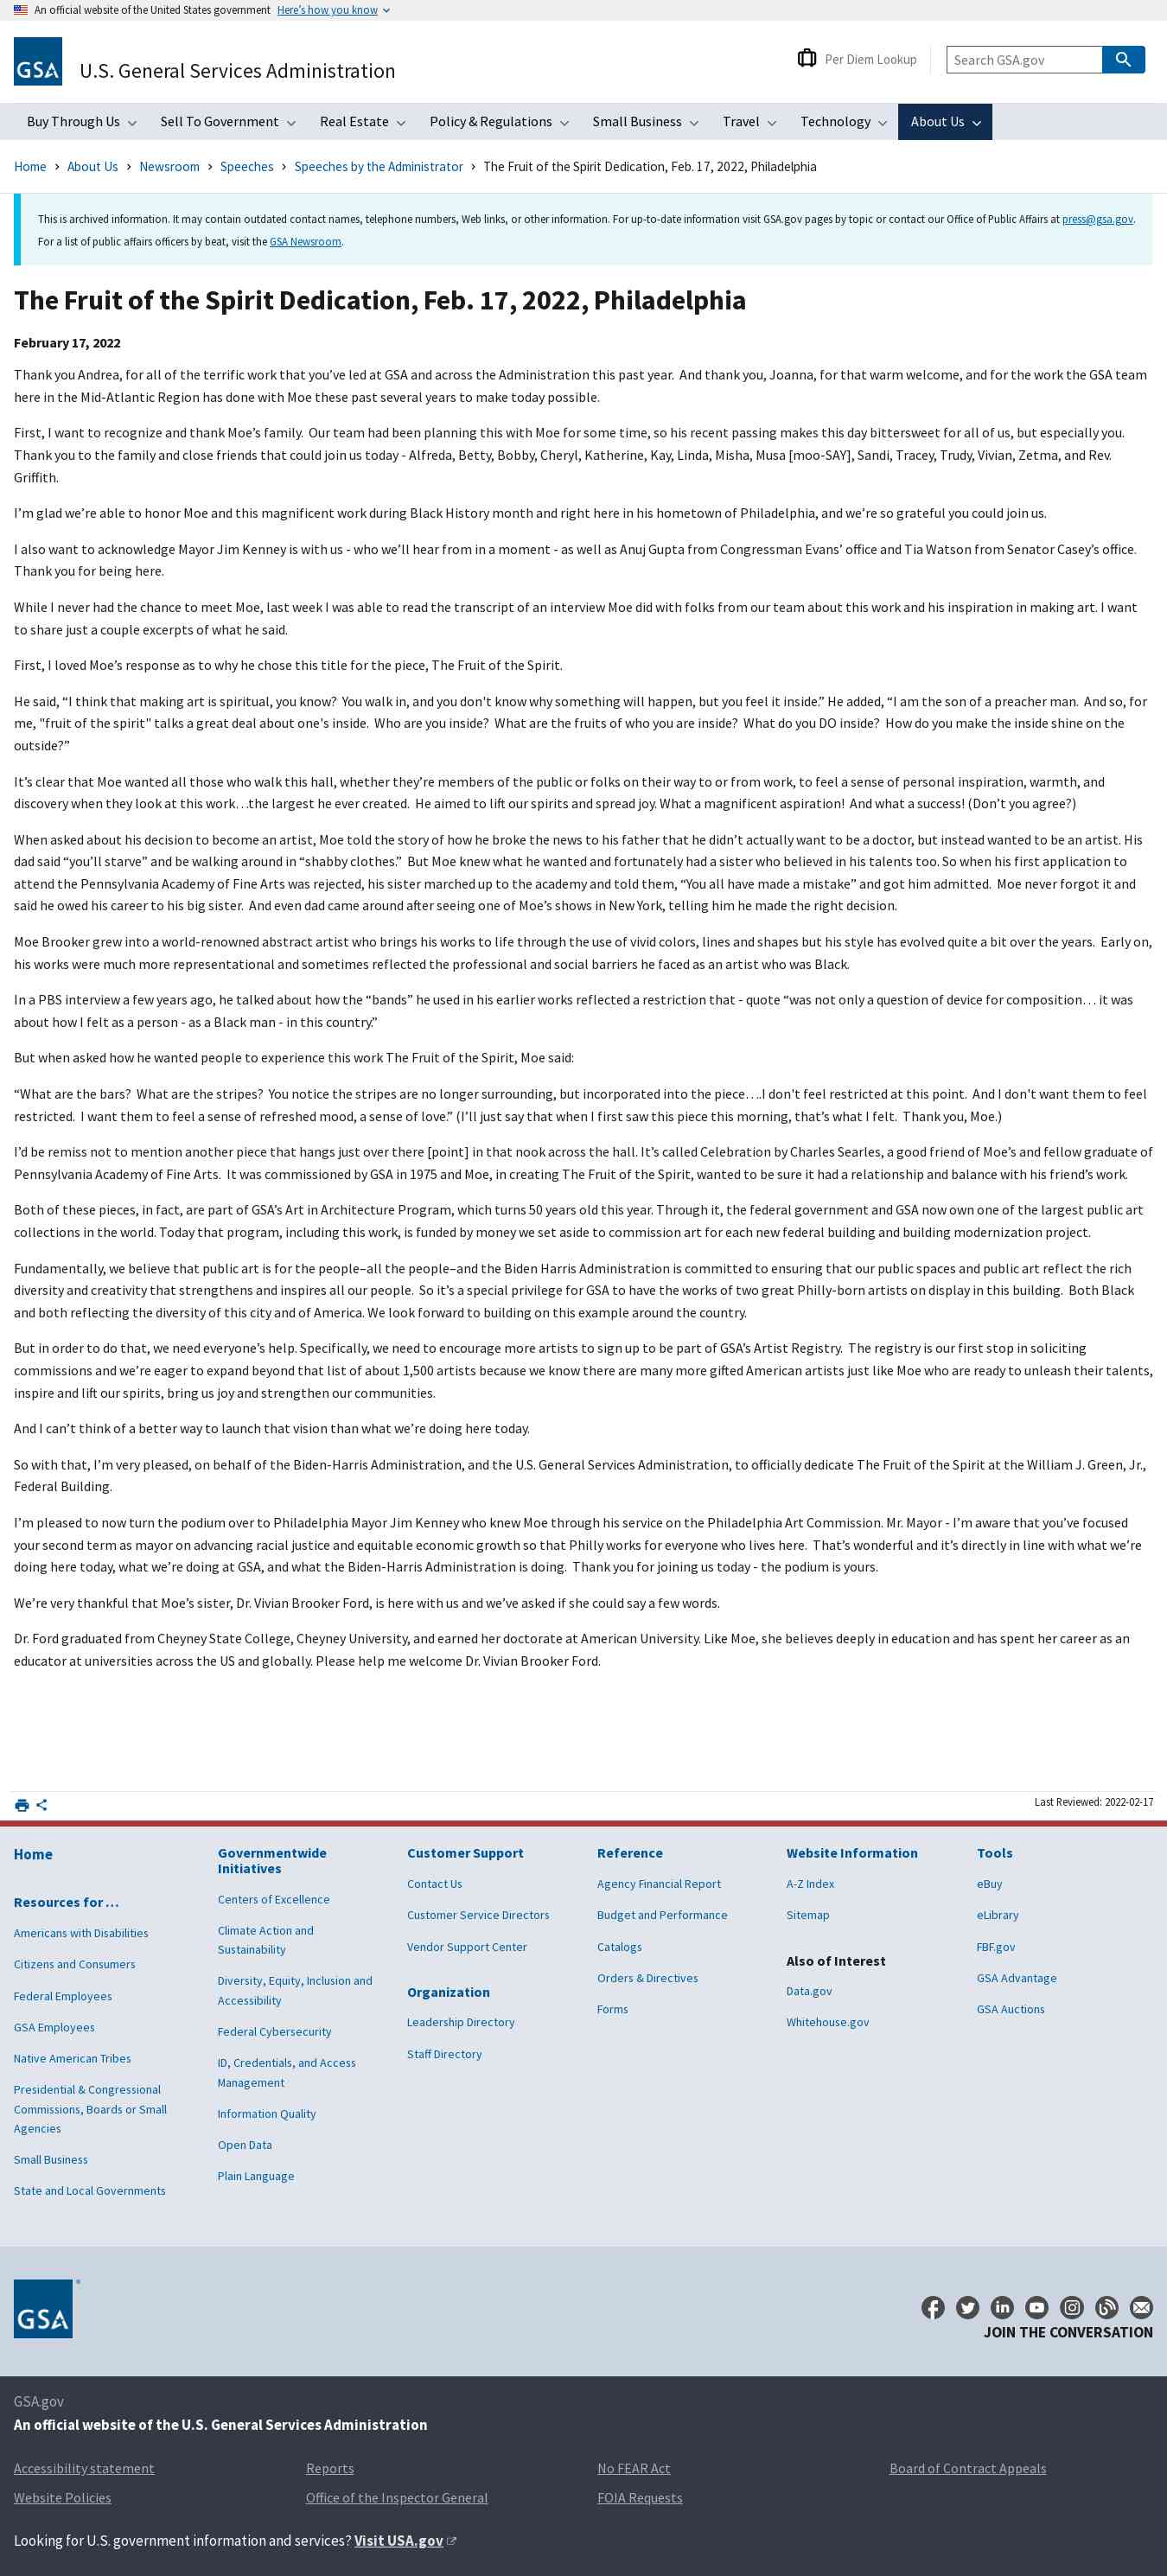 An official website of the United States government Here's how you know
GSA
U.S. General Services Administration
Per Diem Lookup
Search GSA.gov
Buy Through Us
Sell To Government
Real Estate
Policy & Regulations
Small Business
Travel
Technology
About Us
Home › About Us › Newsroom › Speeches › Speeches by the Administrator › The Fruit of the Spirit Dedication, Feb. 17, 2022, Philadelphia
This is archived information. It may contain outdated contact names, telephone numbers, Web links, or other information. For up-to-date information visit GSA.gov pages by topic or contact our Office of Public Affairs at press@gsa.gov.
For a list of public affairs officers by beat, visit the GSA Newsroom.
The Fruit of the Spirit Dedication, Feb. 17, 2022, Philadelphia
February 17, 2022
Thank you Andrea, for all of the terrific work that you’ve led at GSA and across the Administration this past year.  And thank you, Joanna, for that warm welcome, and for the work the GSA team
here in the Mid-Atlantic Region has done with Moe these past several years to make today possible.
First, I want to recognize and thank Moe’s family.  Our team had been planning this with Moe for some time, so his recent passing makes this day bittersweet for all of us, but especially you.
Thank you to the family and close friends that could join us today - Alfreda, Betty, Bobby, Cheryl, Katherine, Kay, Linda, Misha, Musa [moo-SAY], Sandi, Tracey, Trudy, Vivian, Zetma, and Rev.
Griffith.
I’m glad we’re able to honor Moe and this magnificent work during Black History month and right here in his hometown of Philadelphia, and we’re so grateful you could join us.
I also want to acknowledge Mayor Jim Kenney is with us - who we’ll hear from in a moment - as well as Anuj Gupta from Congressman Evans’ office and Tia Watson from Senator Casey’s office.
Thank you for being here.
While I never had the chance to meet Moe, last week I was able to read the transcript of an interview Moe did with folks from our team about this work and his inspiration in making art. I want
to share just a couple excerpts of what he said.
First, I loved Moe’s response as to why he chose this title for the piece, The Fruit of the Spirit.
He said, “I think that making art is spiritual, you know?  You walk in, and you don't know why something will happen, but you feel it inside.” He added, “I am the son of a preacher man.  And so, for
me, "fruit of the spirit" talks a great deal about one's inside.  Who are you inside?  What are the fruits of who you are inside?  What do you DO inside?  How do you make the inside shine on the
outside?”
It’s clear that Moe wanted all those who walk this hall, whether they’re members of the public or folks on their way to or from work, to feel a sense of personal inspiration, warmth, and
discovery when they look at this work…the largest he ever created.  He aimed to lift our spirits and spread joy. What a magnificent aspiration!  And what a success! (Don’t you agree?)
When asked about his decision to become an artist, Moe told the story of how he broke the news to his father that he didn’t actually want to be a doctor, but instead wanted to be an artist. His
dad said “you’ll starve” and be walking around in “shabby clothes.”  But Moe knew what he wanted and fortunately had a sister who believed in his talents too. So when his first application to
attend the Pennsylvania Academy of Fine Arts was rejected, his sister marched up to the academy and told them, “You all have made a mistake” and got him admitted.  Moe never forgot it and
said he owed his career to his big sister.  And even dad came around after seeing one of Moe’s shows in New York, telling him he made the right decision.
Moe Brooker grew into a world-renowned abstract artist who brings his works to life through the use of vivid colors, lines and shapes but his style has evolved quite a bit over the years.  Early on,
his works were much more representational and sometimes reflected the professional and social barriers he faced as an artist who was Black.
In a PBS interview a few years ago, he talked about how the “bands” he used in his earlier works reflected a restriction that - quote “was not only a question of device for composition… it was
about how I felt as a person - as a Black man - in this country.”
But when asked how he wanted people to experience this work The Fruit of the Spirit, Moe said:
“What are the bars?  What are the stripes?  You notice the stripes are no longer surrounding, but incorporated into the piece….I don't feel restricted at this point.  And I don't want them to feel
restricted.  I want them to feel a sense of refreshed mood, a sense of love.” (I’ll just say that when I first saw this piece this morning, that’s what I felt.  Thank you, Moe.)
I’d be remiss not to mention another piece that hangs just over there [point] in that nook across the hall. It’s called Celebration by Charles Searles, a good friend of Moe’s and fellow graduate of
Pennsylvania Academy of Fine Arts.  It was commissioned by GSA in 1975 and Moe, in creating The Fruit of the Spirit, wanted to be sure it had a relationship and balance with his friend’s work.
Both of these pieces, in fact, are part of GSA’s Art in Architecture Program, which turns 50 years old this year. Through it, the federal government and GSA now own one of the largest public art
collections in the world. Today that program, including this work, is funded by money we set aside to commission art for each new federal building and building modernization project.
Fundamentally, we believe that public art is for the people–all the people–and the Biden Harris Administration is committed to ensuring that our public spaces and public art reflect the rich
diversity and creativity that strengthens and inspires all our people.  So it’s a special privilege for GSA to have the works of two great Philly-born artists on display in this building.  Both Black
and both reflecting the diversity of this city and of America. We look forward to building on this example around the country.
But in order to do that, we need everyone’s help. Specifically, we need to encourage more artists to sign up to be part of GSA’s Artist Registry.  The registry is our first stop in soliciting
commissions and we’re eager to expand beyond that list of about 1,500 artists because we know there are many more gifted American artists just like Moe who are ready to unleash their talents,
inspire and lift our spirits, bring us joy and strengthen our communities.
And I can’t think of a better way to launch that vision than what we’re doing here today.
So with that, I’m very pleased, on behalf of the Biden-Harris Administration, and the U.S. General Services Administration, to officially dedicate The Fruit of the Spirit at the William J. Green, Jr.,
Federal Building.
I’m pleased to now turn the podium over to Philadelphia Mayor Jim Kenney who knew Moe through his service on the Philadelphia Art Commission. Mr. Mayor - I’m aware that you’ve focused
your second term as mayor on advancing racial justice and equitable economic growth so that Philly works for everyone who lives here.  That’s wonderful and it’s directly in line with what we’re
doing here today, what we’re doing at GSA, and what the Biden-Harris Administration is doing.  Thank you for joining us today - the podium is yours.
We’re very thankful that Moe’s sister, Dr. Vivian Brooker Ford, is here with us and we’ve asked if she could say a few words.
Dr. Ford graduated from Cheyney State College, Cheyney University, and earned her doctorate at American University. Like Moe, she believes deeply in education and has spent her career as an
educator at universities across the US and globally. Please help me welcome Dr. Vivian Brooker Ford.
Last Reviewed: 2022-02-17
Home
Resources for …
Americans with Disabilities
Citizens and Consumers
Federal Employees
GSA Employees
Native American Tribes
Presidential & Congressional
Commissions, Boards or Small
Agencies
Small Business
State and Local Governments
Governmentwide
Initiatives
Centers of Excellence
Climate Action and
Sustainability
Diversity, Equity, Inclusion and
Accessibility
Federal Cybersecurity
ID, Credentials, and Access
Management
Information Quality
Open Data
Plain Language
Customer Support
Contact Us
Customer Service Directors
Vendor Support Center
Organization
Leadership Directory
Staff Directory
Reference
Agency Financial Report
Budget and Performance
Catalogs
Orders & Directives
Forms
Website Information
A-Z Index
Sitemap
Also of Interest
Data.gov
Whitehouse.gov
Tools
eBuy
eLibrary
FBF.gov
GSA Advantage
GSA Auctions
GSA
JOIN THE CONVERSATION
GSA.gov
An official website of the U.S. General Services Administration
Accessibility statement
Reports
No FEAR Act
Board of Contract Appeals
Website Policies
Office of the Inspector General
FOIA Requests
Looking for U.S. government information and services? Visit USA.gov